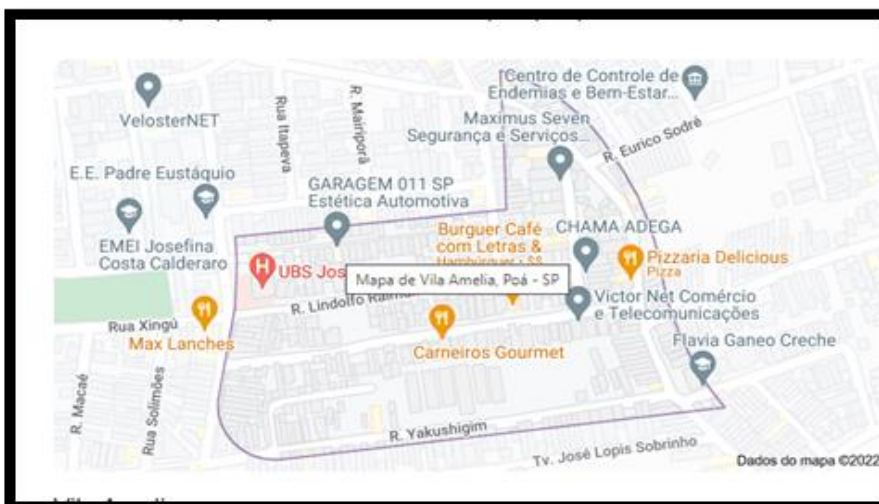 Centro de Controle de
Endemias e Bem-Estar...
VelosterNET
Rua Itapeva
R. Mairiporã
Maximus Seven
Segurança e Serviços...
R. Eurico Sodré
E.E. Padre Eustáquio
GARAGEM 011 SP
Estética Automotiva
EMEI Josefina
Costa Calderaro
Burguer Café
com Letras &
Hambúrguer · $$
CHAMA ADEGA
Pizzaria Delicious
Pizza
UBS Jos
Mapa de Vila Amelia, Poá - SP
R. Lindolfo
Victor Net Comércio
e Telecomunicações
Rua Xingú
Max Lanches
Carneiros Gourmet
Flavia Ganeo Creche
R. Macaé
Rua Solimões
R. Yakushigim
Tv. José Lopis Sobrinho
Dados do mapa ©2022